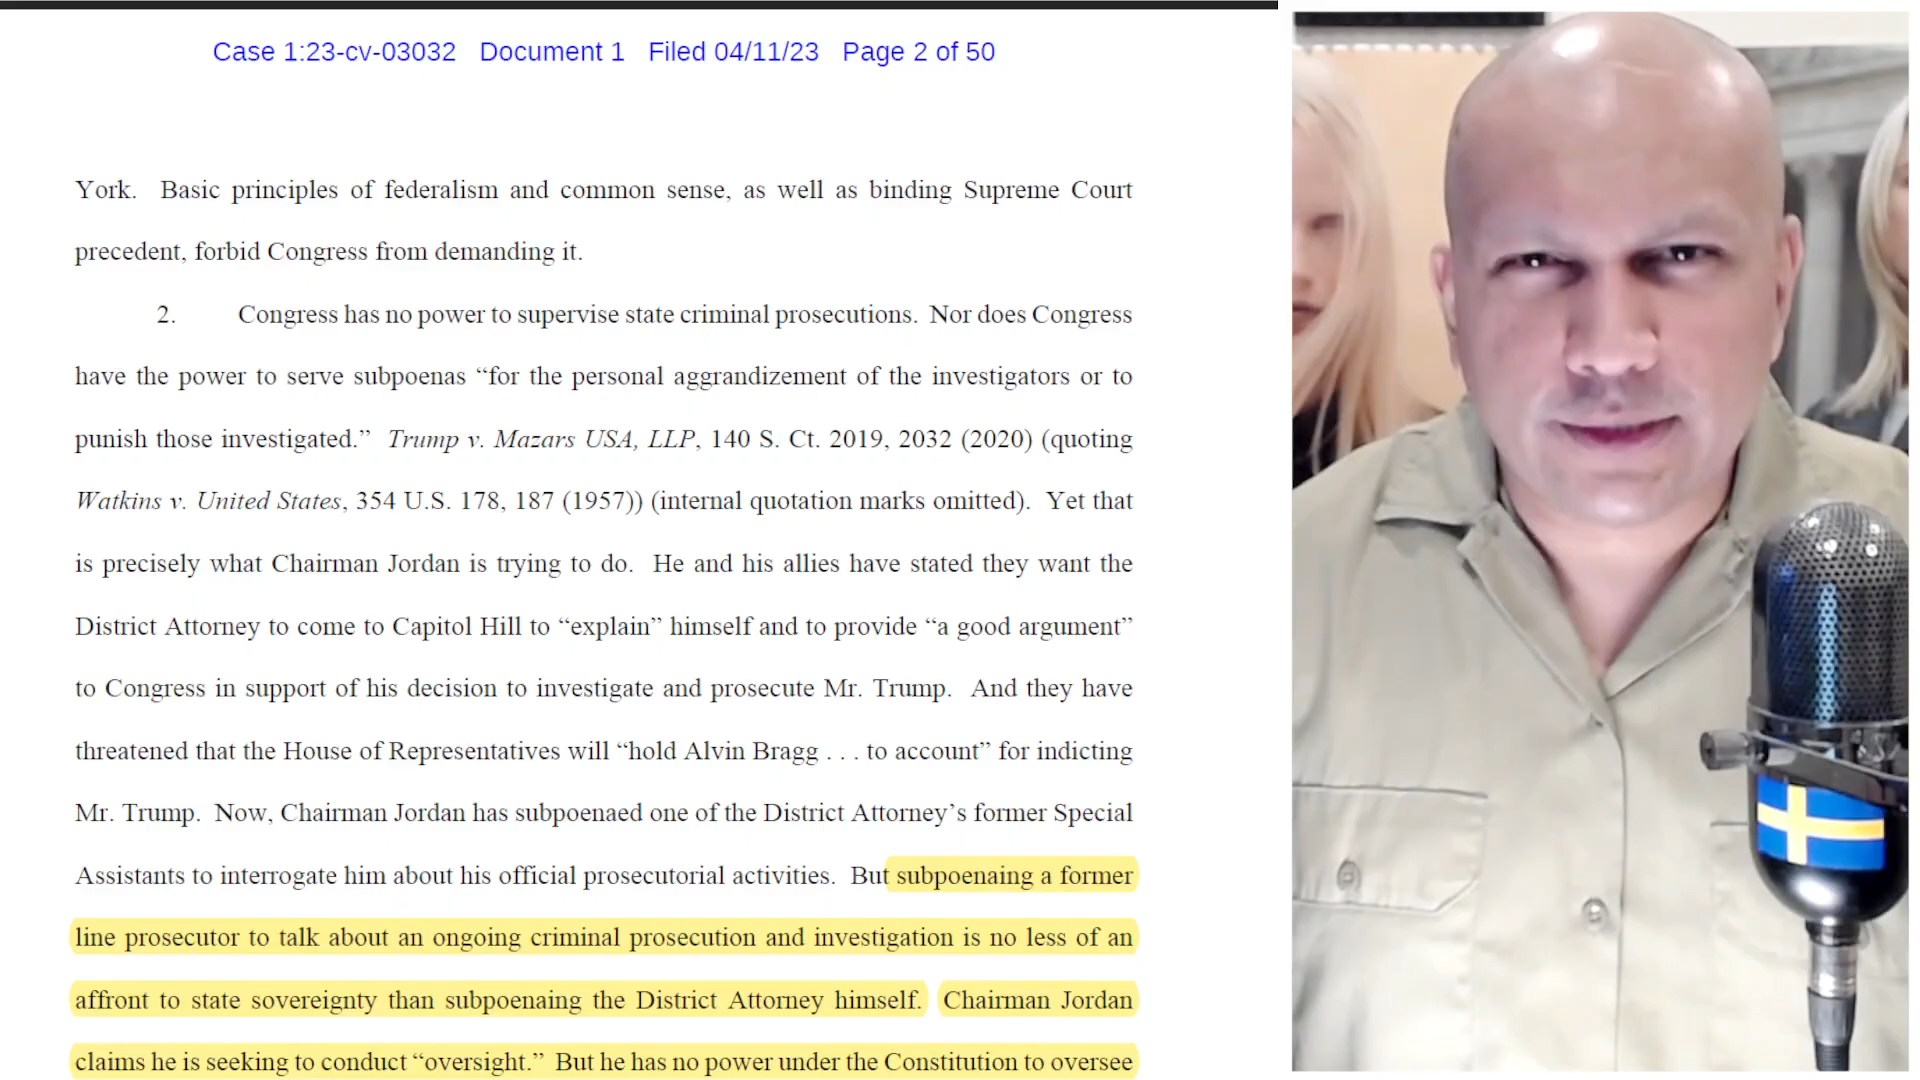 Case 1:23-cv-03032 Document 1 Filed 04/11/23 Page 2 of 50
York. Basic principles of federalism and common sense, as well as binding Supreme Court
precedent, forbid Congress from demanding it.
2. Congress has no power to supervise state criminal prosecutions. Nor does Congress
have the power to serve subpoenas “for the personal aggrandizement of the investigators or to
punish those investigated.” Trump v. Mazars USA, LLP, 140 S. Ct. 2019, 2032 (2020) (quoting
Watkins v. United States, 354 U.S. 178, 187 (1957)) (internal quotation marks omitted). Yet that
is precisely what Chairman Jordan is trying to do. He and his allies have stated they want the
District Attorney to come to Capitol Hill to “explain” himself and to provide “a good argument”
to Congress in support of his decision to investigate and prosecute Mr. Trump. And they have
threatened that the House of Representatives will “hold Alvin Bragg . . . to account” for indicting
Mr. Trump. Now, Chairman Jordan has subpoenaed one of the District Attorney’s former Special
Assistants to interrogate him about his official prosecutorial activities. But subpoenaing a former
line prosecutor to talk about an ongoing criminal prosecution and investigation is no less of an
affront to state sovereignty than subpoenaing the District Attorney himself. Chairman Jordan
claims he is seeking to conduct “oversight.” But he has no power under the Constitution to oversee